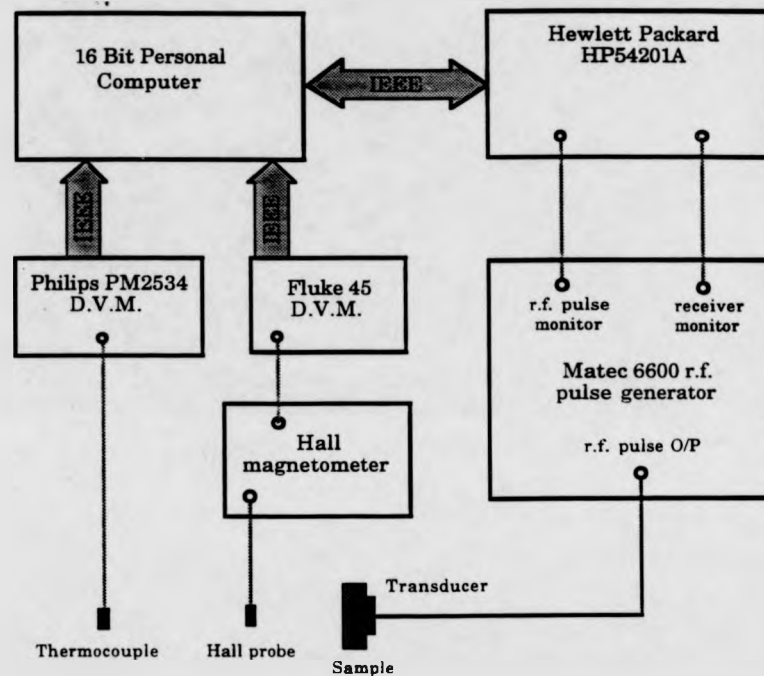 16 Bit Personal
Computer
IEEE
Hewlett Packard
HP54201A
IEEE
IEEE
Philips PM2534
D.V.M.
Fluke 45
D.V.M.
r.f. pulse
monitor
receiver
monitor
Matec 6600 r.f.
pulse generator
Hall
magnetometer
r.f. pulse O/P
Transducer
Thermocouple
Hall probe
Sample